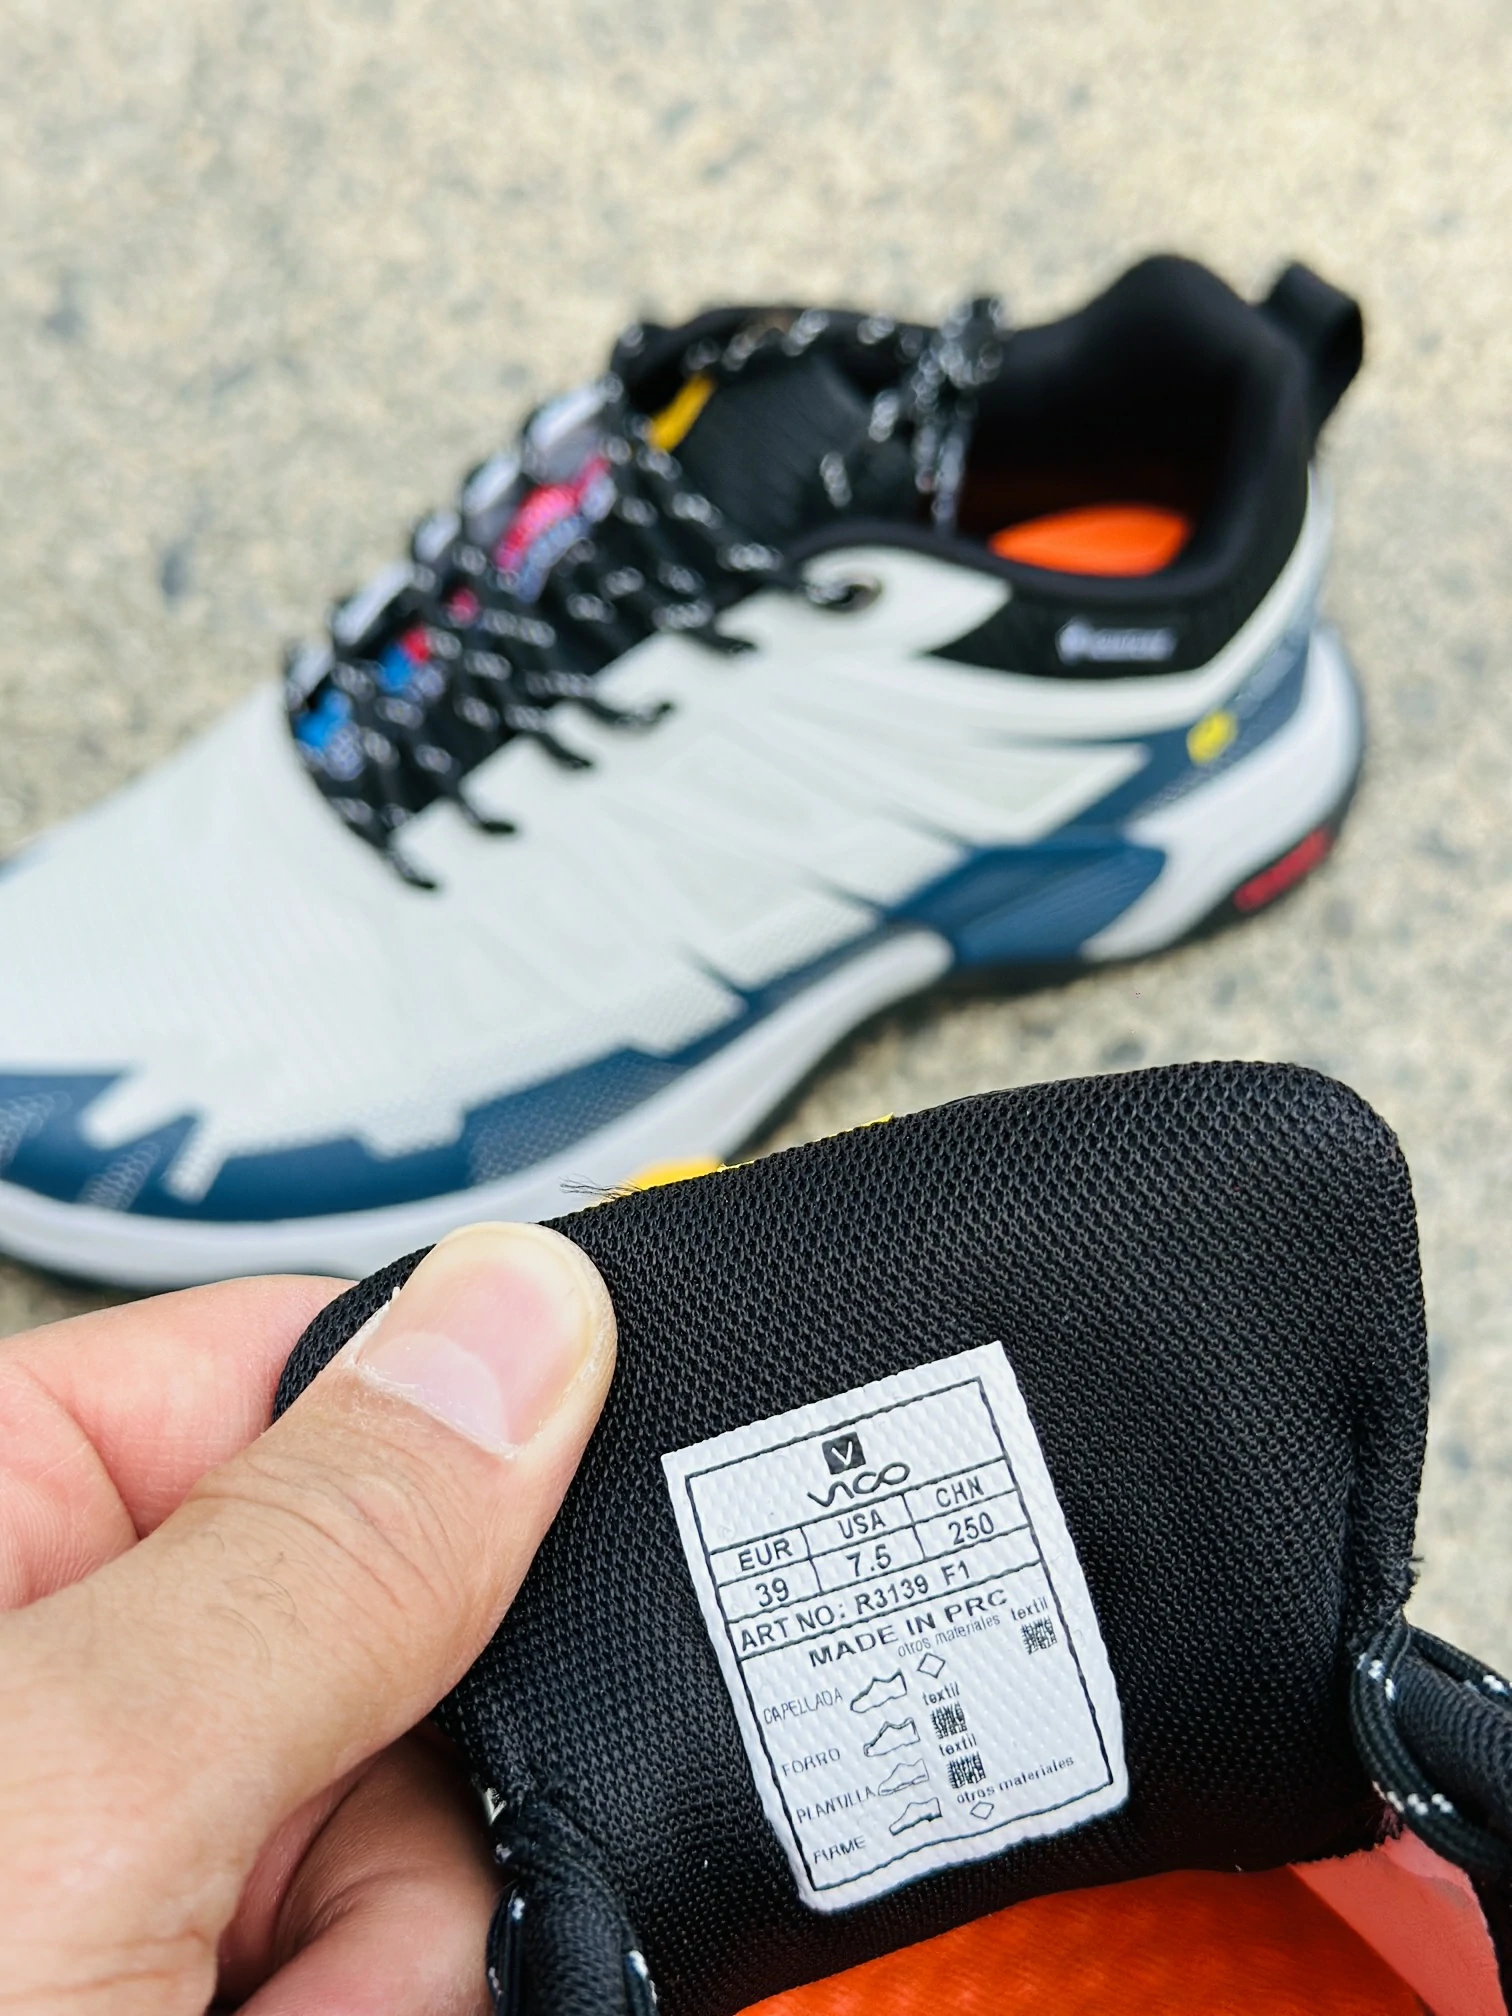 V
VICO
EUR USA CHN
39 7.5 250
ART NO: R3139 F1
MADE IN PRC
CAPELLADA otros materiales textil
FORRO textil
PLANTILLA textil
FIRME otros materiales